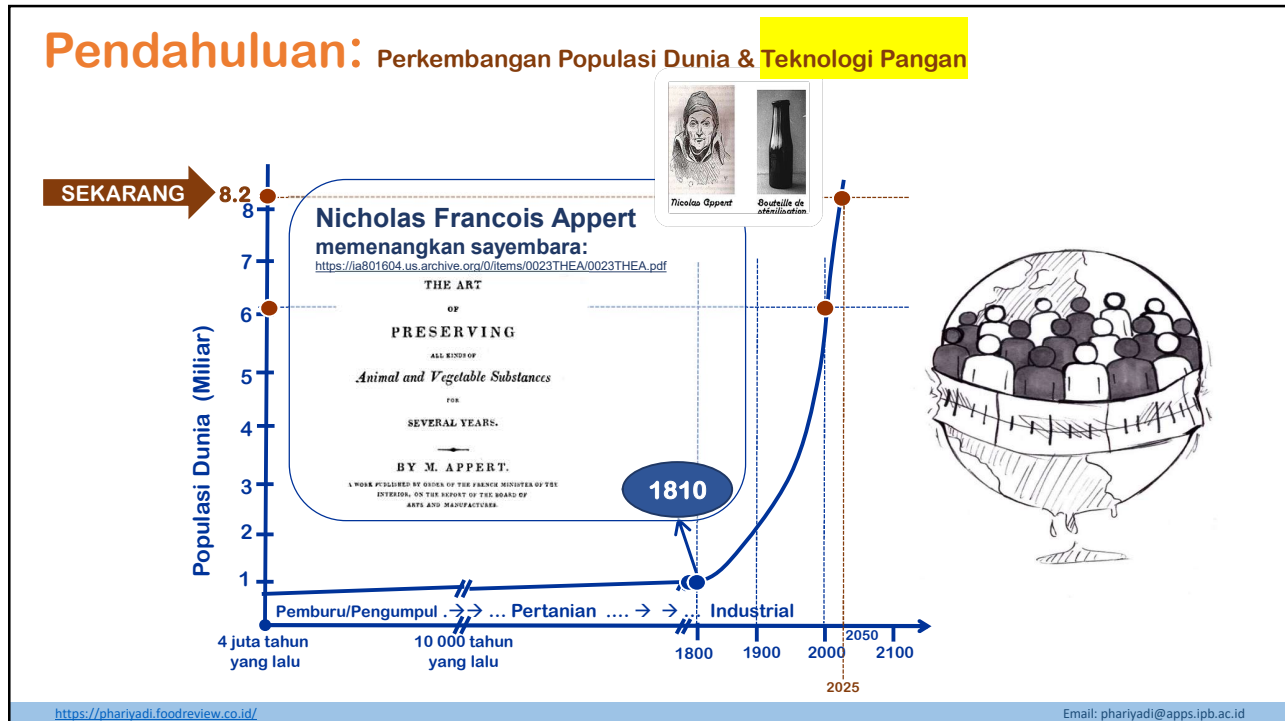 Pendahuluan: Perkembangan Populasi Dunia & Teknologi Pangan
Nicolas Appert
Bouteille de
stérilisation
SEKARANG
8.2
8
7
6
5
4
3
2
1
Populasi Dunia (Miliar)
Nicholas Francois Appert
memenangkan sayembara:
https://ia801604.us.archive.org/0/items/0023THEA/0023THEA.pdf
THE ART
OF
PRESERVING
ALL KINDS OF
Animal and Vegetable Substances
FOR
SEVERAL YEARS.
BY M. APPERT.
A WORK PUBLISHED BY ORDER OF THE FRENCH MINISTER OF THE
INTERIOR, ON THE REPORT OF THE BOARD OF
ARTS AND MANUFACTURES.
1810
Pemburu/Pengumpul .→→ ... Pertanian .... → → ... Industrial
4 juta tahun
yang lalu
10 000 tahun
yang lalu
1800
1900
2000
2050
2100
2025
https://phariyadi.foodreview.co.id/
Email: phariyadi@apps.ipb.ac.id